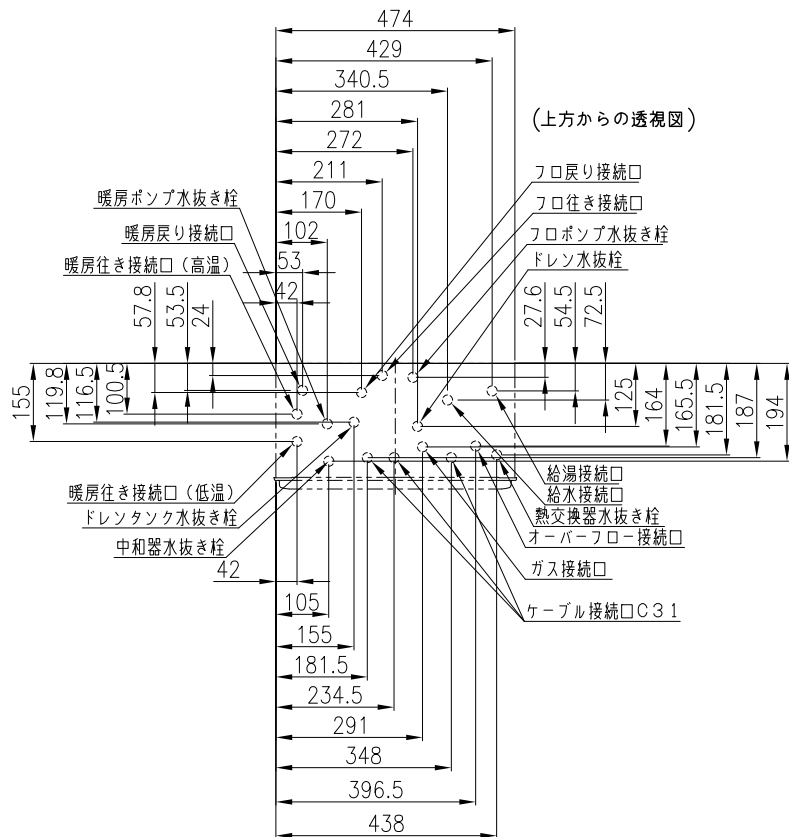 474
429
340.5
281
(上方からの透視図)
272
211
フロ戻り接続口
170
暖房ポンプ水抜き栓
フロ往き接続口
102
暖房戻り接続口
フロポンプ水抜き栓
53
暖房往き接続口(高温)
ドレン水抜栓
42
57.8
53.5
24
27.6
54.5
72.5
155
119.8
116.5
100.5
125
164
165.5
181.5
187
194
暖房往き接続口(低温)
給湯接続口
ドレンタンク水抜き栓
給水接続口
中和器水抜き栓
熱交換器水抜き栓
オーバーフロー接続口
42
ガス接続口
105
ケーブル接続口C31
155
181.5
234.5
291
348
396.5
438